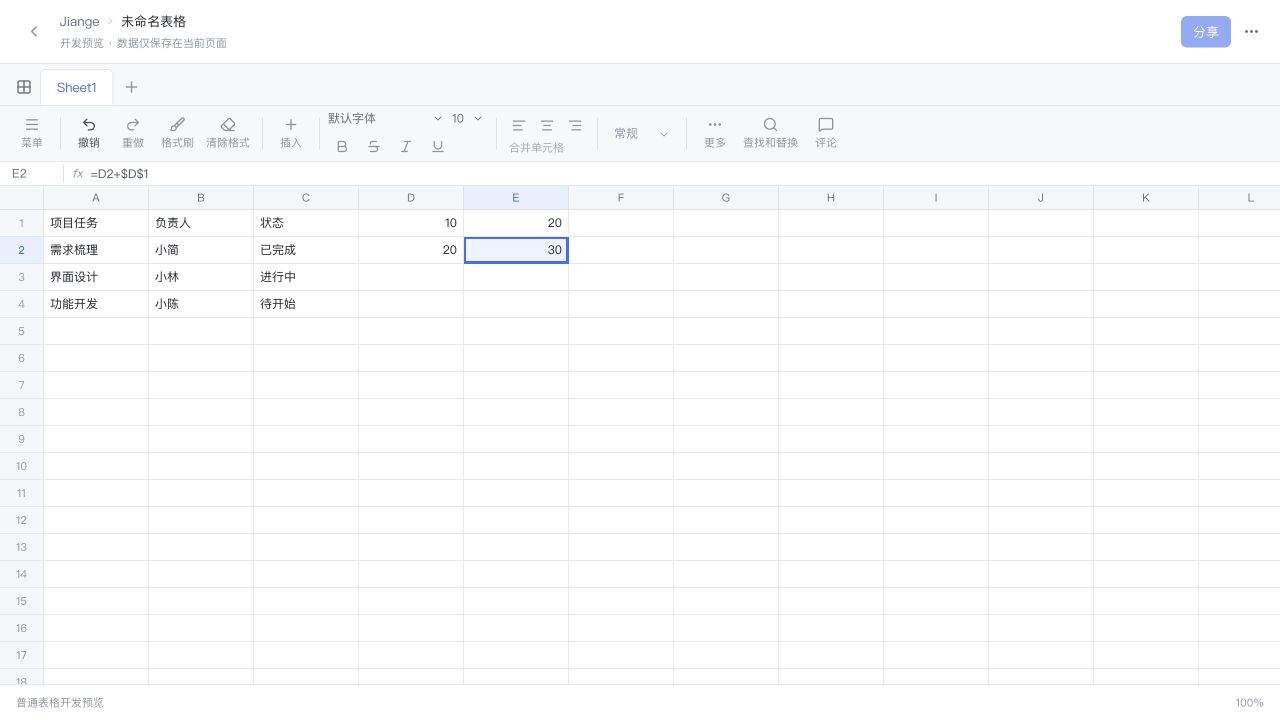 Jiange > 未命名表格
开发预览 · 数据仅保存在当前页面
分享
Sheet1
菜单 撤销 重做 格式刷 清除格式 插入
默认字体 10
B S I U
合并单元格
常规
更多 查找和替换 评论
E2 fx =D2+$D$1
A B C D E F G H I J K L
1 项目任务 负责人 状态 10 20
2 需求梳理 小简 已完成 20 30
3 界面设计 小林 进行中
4 功能开发 小陈 待开始
5
6
7
8
9
10
11
12
13
14
15
16
17
18
普通表格开发预览 100%